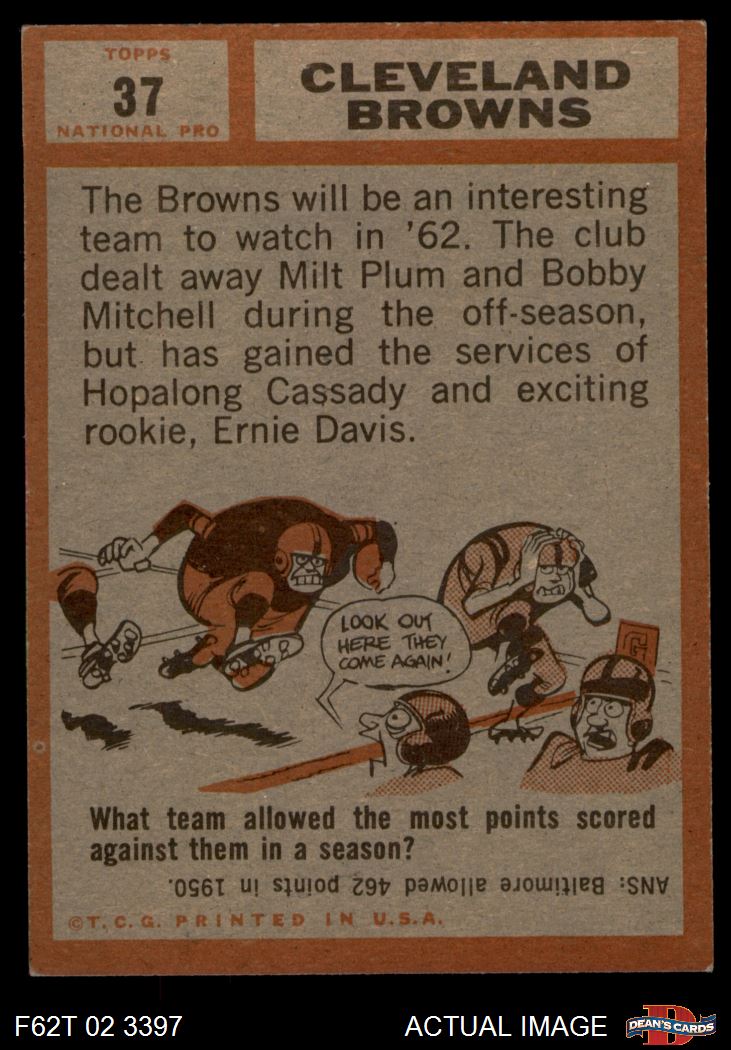 TOPPS
37
NATIONAL PRO
CLEVELAND
BROWNS
The Browns will be an interesting
team to watch in '62. The club
dealt away Milt Plum and Bobby
Mitchell during the off-season,
but has gained the services of
Hopalong Cassady and exciting
rookie, Ernie Davis.
LOOK OUT
HERE THEY
COME AGAIN!
What team allowed the most points scored
against them in a season?
ANS: Baltimore allowed 462 points in 1950.
©T.C.G. PRINTED IN U.S.A.
F62T 02 3397
ACTUAL IMAGE
DEAN'S CARDS